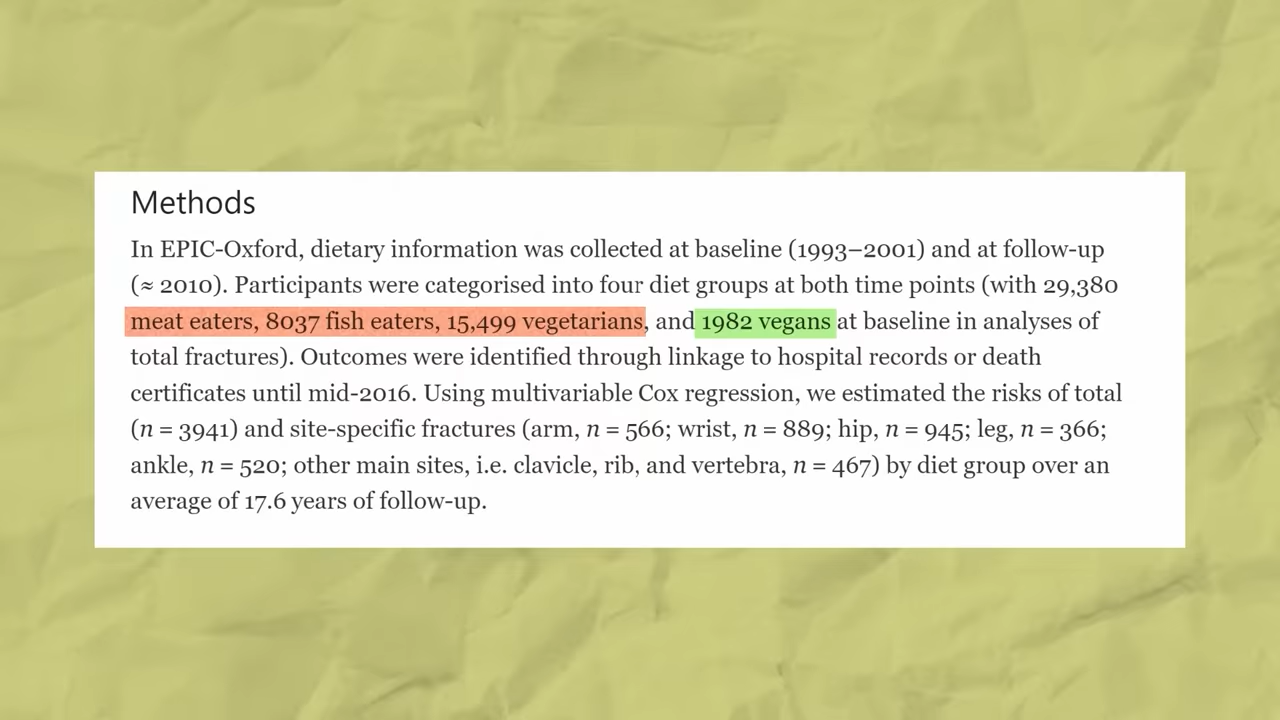 Methods
In EPIC-Oxford, dietary information was collected at baseline (1993–2001) and at follow-up
(≈ 2010). Participants were categorised into four diet groups at both time points (with 29,380
meat eaters, 8037 fish eaters, 15,499 vegetarians, and 1982 vegans at baseline in analyses of
total fractures). Outcomes were identified through linkage to hospital records or death
certificates until mid-2016. Using multivariable Cox regression, we estimated the risks of total
(n = 3941) and site-specific fractures (arm, n = 566; wrist, n = 889; hip, n = 945; leg, n = 366;
ankle, n = 520; other main sites, i.e. clavicle, rib, and vertebra, n = 467) by diet group over an
average of 17.6 years of follow-up.